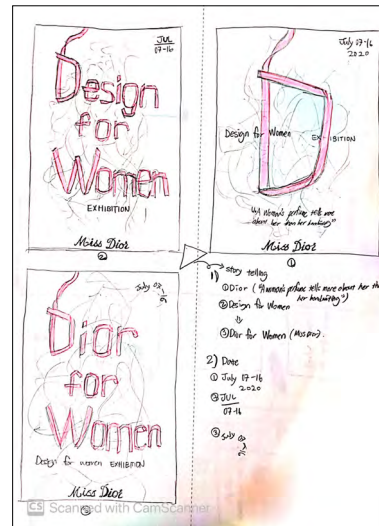 JUL
07-16
Design
for
Women
EXHIBITION
Miss Dior
②
July 07-16
2020
Design for Women
EXHIBITION
"A Woman's perfume tells more
about her than her handwriting"
Miss Dior
①
Dior
for
Women
Design for women EXHIBITION
Miss Dior
1) Story telling
① Dior ("A Woman's perfume tells more about her
her handwriting")
② Design for Women
⇓
③ Dior for Women (Miss Dior).
2) Date
① July 07-16
2020
② JUL
07-16
③ July
CS Scanned with CamScanner